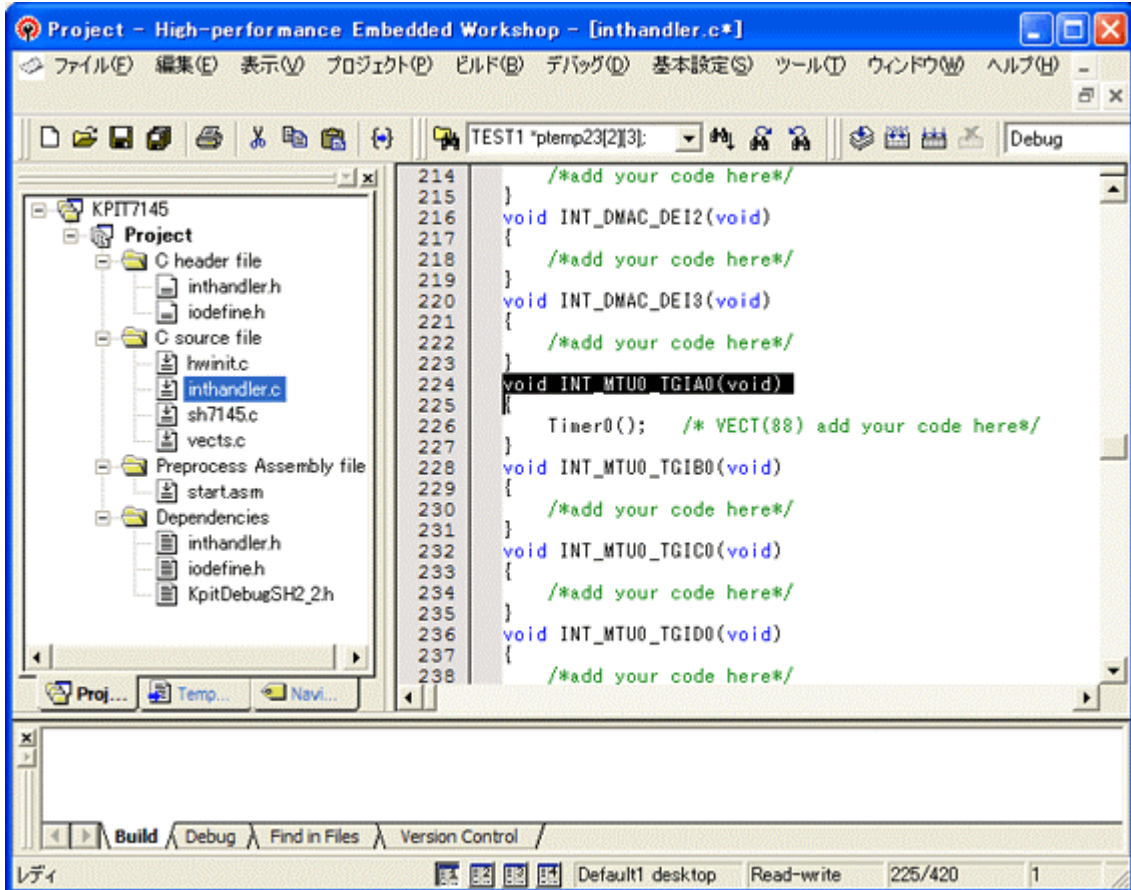 Project - High-performance Embedded Workshop - [inthandler.c*]
ファイル(F) 編集(E) 表示(V) プロジェクト(P) ビルド(B) デバッグ(D) 基本設定(S) ツール(T) ウィンドウ(W) ヘルプ(H)
TEST1 *ptemp23[2][3]; Debug
KPIT7145
Project
C header file
inthandler.h
iodefine.h
C source file
hwinit.c
inthandler.c
sh7145.c
vects.c
Preprocess Assembly file
start.asm
Dependencies
inthandler.h
iodefine.h
KpitDebugSH2_2.h
Proj... Temp... Navi...
214 /*add your code here*/
215 }
216 void INT_DMAC_DEI2(void)
217 {
218 /*add your code here*/
219 }
220 void INT_DMAC_DEI3(void)
221 {
222 /*add your code here*/
223 }
224 void INT_MTU0_TGIA0(void)
225 {
226 Timer0(); /* VECT(88) add your code here*/
227 }
228 void INT_MTU0_TGIB0(void)
229 {
230 /*add your code here*/
231 }
232 void INT_MTU0_TGIC0(void)
233 {
234 /*add your code here*/
235 }
236 void INT_MTU0_TGID0(void)
237 {
238 /*add your code here*/
Build Debug Find in Files Version Control
レディ 1 2 3 4 Default1 desktop Read-write 225/420 1